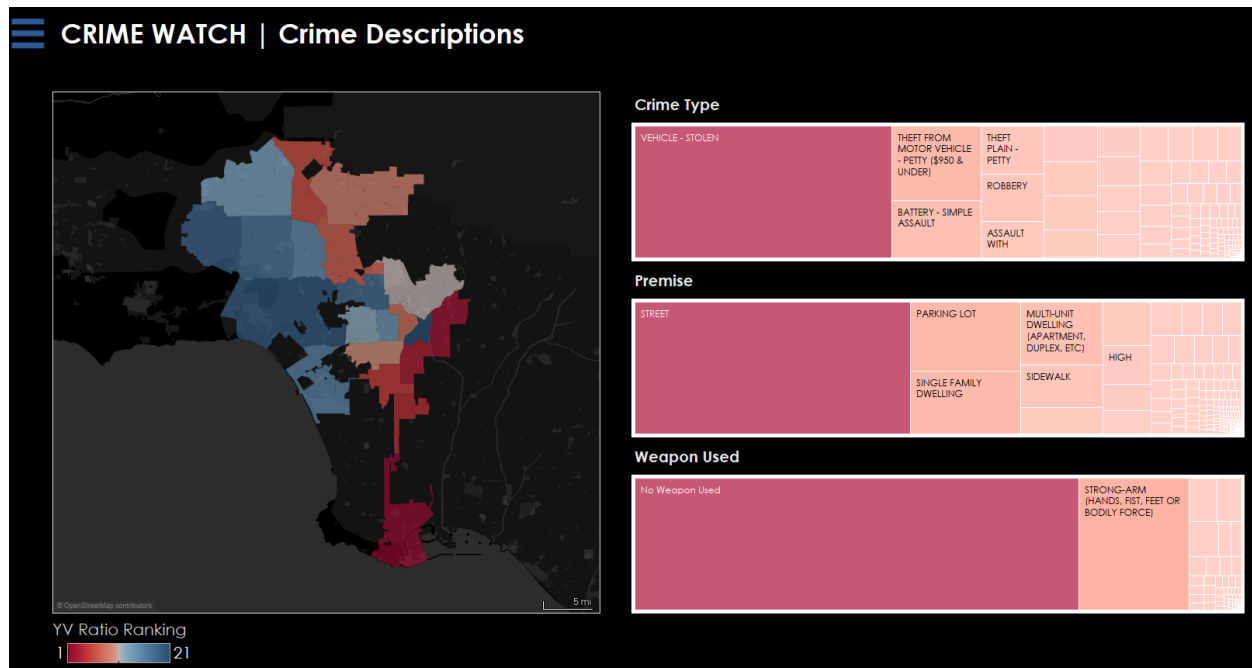 CRIME WATCH | Crime Descriptions
© OpenStreetMap contributors
5 mi
YV Ratio Ranking
1
21
Crime Type
VEHICLE - STOLEN
THEFT FROM
MOTOR VEHICLE
- PETTY ($950 &
UNDER)
BATTERY - SIMPLE
ASSAULT
THEFT
PLAIN -
PETTY
ROBBERY
ASSAULT
WITH
Premise
STREET
PARKING LOT
SINGLE FAMILY
DWELLING
MULTI-UNIT
DWELLING
(APARTMENT,
DUPLEX, ETC)
SIDEWALK
HIGH
Weapon Used
No Weapon Used
STRONG-ARM
(HANDS, FIST, FEET OR
BODILY FORCE)